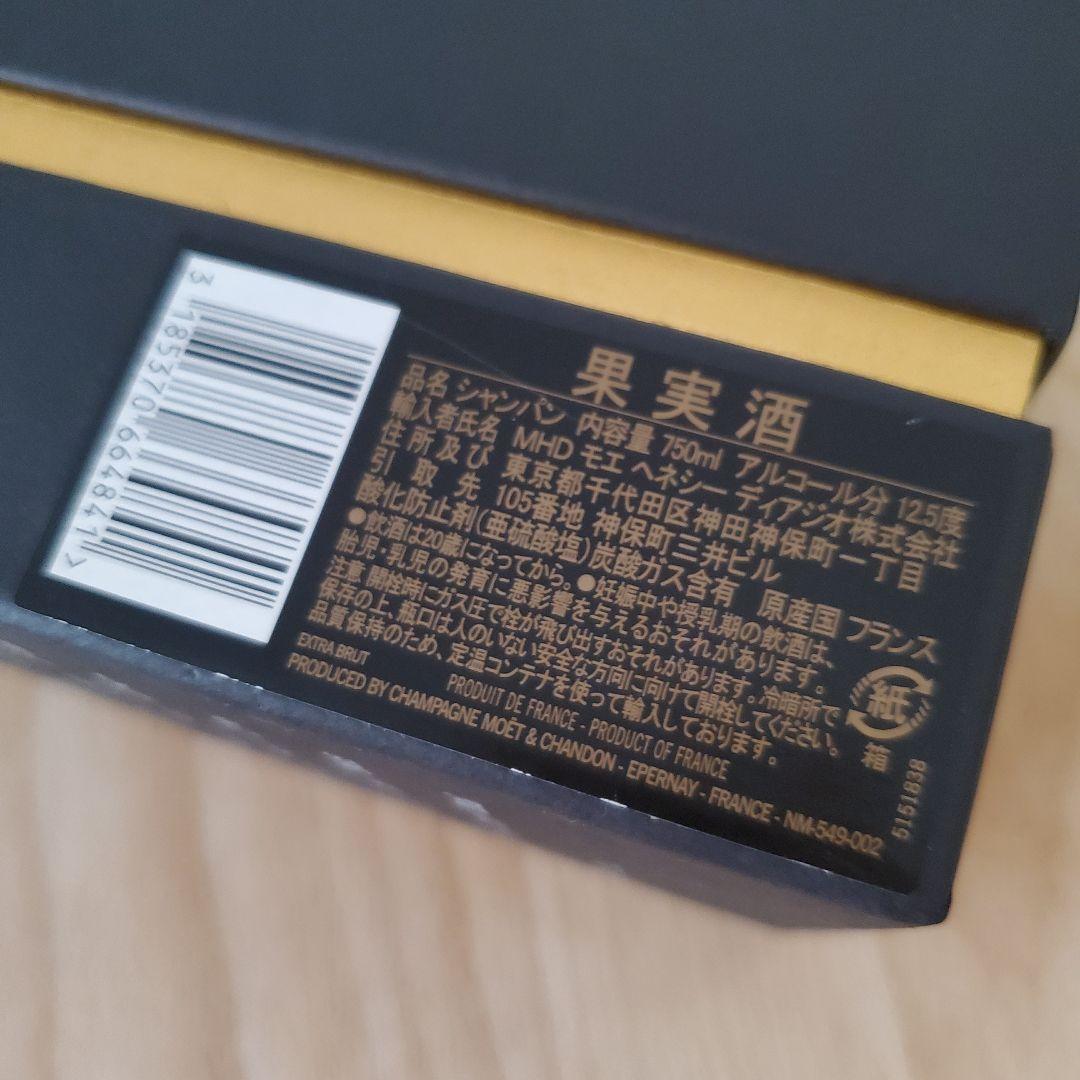 果実酒
品名 シャンパン 内容量 750ml アルコール分 12.5度
輸入者氏名 MHD モエ ヘネシー ディアジオ株式会社
住所及び 東京都千代田区神田神保町一丁目
引取先 105番地 神保町三井ビル
酸化防止剤(亜硫酸塩)炭酸ガス含有 原産国 フランス
●飲酒は20歳になってから。●妊娠中や授乳期の飲酒は、
胎児・乳児の発育に悪影響を与えるおそれがあります。
注意 開栓時にガス圧で栓が飛び出すおそれがあります。冷暗所で
保存の上、瓶口は人のいない安全な方向に向けて開栓してください。
品質保持のため、定温コンテナを使って輸入しております。
紙
箱
EXTRA BRUT
PRODUIT DE FRANCE - PRODUCT OF FRANCE
PRODUCED BY CHAMPAGNE MOËT & CHANDON - EPERNAY - FRANCE - NM-549-002
5151838
3 185370 664841 >